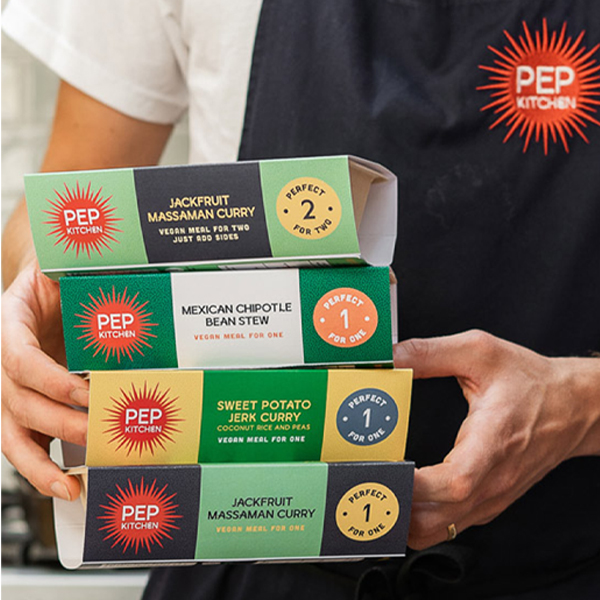 PEP
KITCHEN
PEP
KITCHEN
JACKFRUIT
MASSAMAN CURRY
VEGAN MEAL FOR TWO
JUST ADD SIDES
PERFECT
2
FOR TWO
PEP
KITCHEN
MEXICAN CHIPOTLE
BEAN STEW
VEGAN MEAL FOR ONE
PERFECT
1
FOR ONE
PEP
KITCHEN
SWEET POTATO
JERK CURRY
COCONUT RICE AND PEAS
VEGAN MEAL FOR ONE
PERFECT
1
FOR ONE
PEP
KITCHEN
JACKFRUIT
MASSAMAN CURRY
VEGAN MEAL FOR ONE
PERFECT
1
FOR ONE